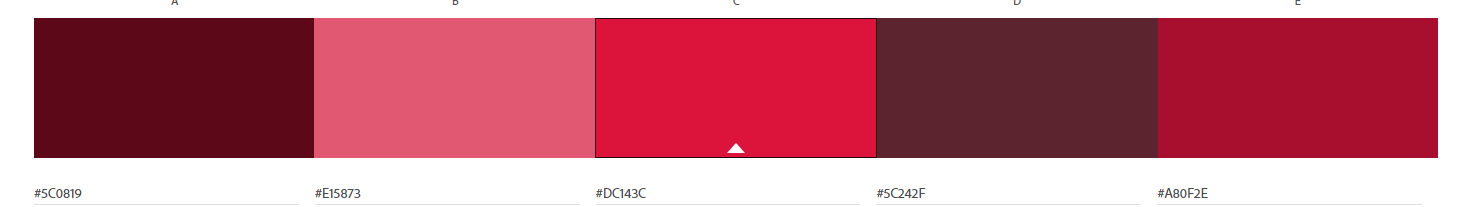 A B C D E
#5C0819 #E15873 #DC143C #5C242F #A80F2E